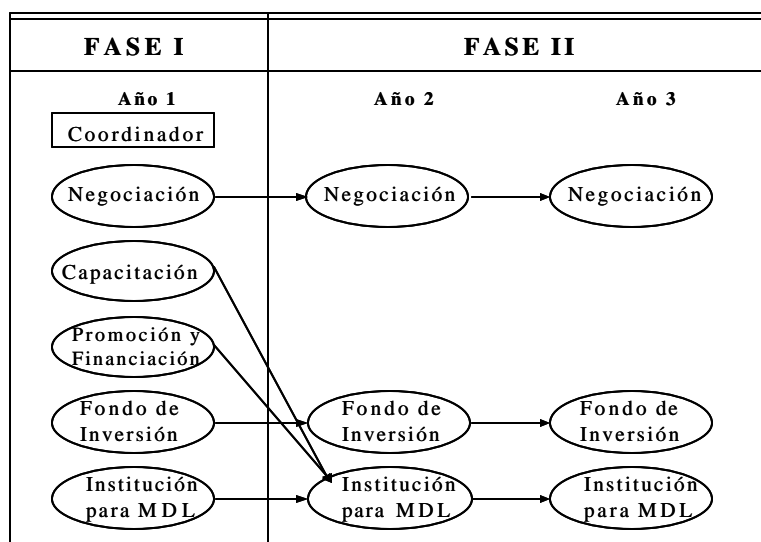 FASE I
FASE II
Año 1
Año 2
Año 3
Coordinador
Negociación
Negociación
Negociación
Capacitación
Promoción y
Financiación
Fondo de
Inversión
Fondo de
Inversión
Fondo de
Inversión
Institución
para MDL
Institución
para MDL
Institución
para MDL